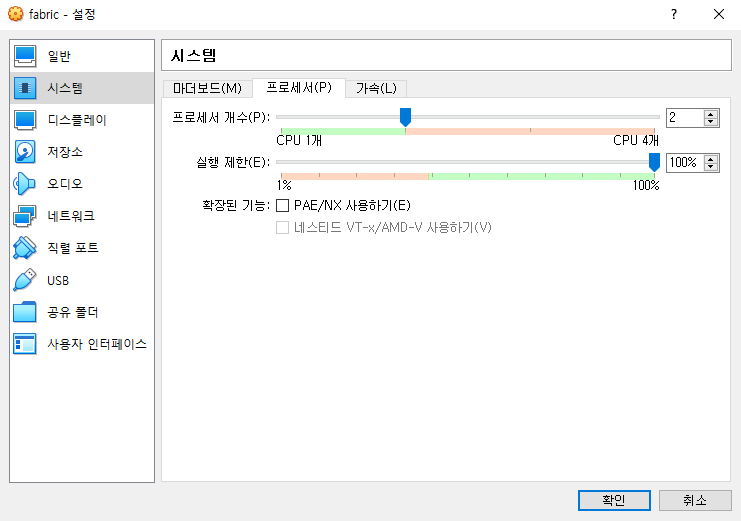 fabric - 설정
일반
시스템
디스플레이
저장소
오디오
네트워크
직렬 포트
USB
공유 폴더
사용자 인터페이스
시스템
마더보드(M) 프로세서(P) 가속(L)
프로세서 개수(P): 2
CPU 1개 CPU 4개
실행 제한(E): 100%
1% 100%
확장된 기능: PAE/NX 사용하기(E)
네스티드 VT-x/AMD-V 사용하기(V)
확인 취소